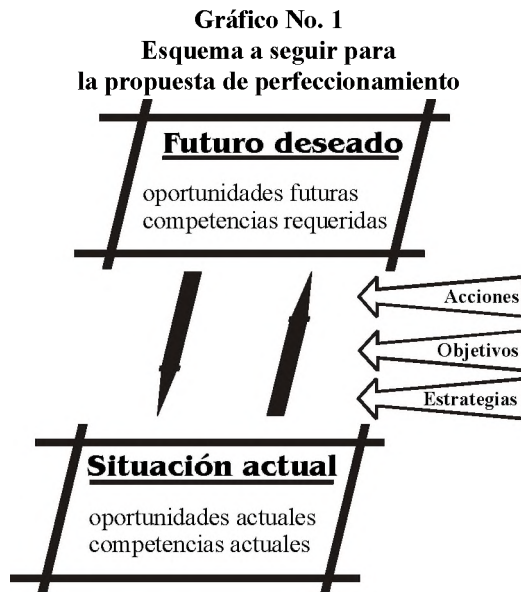 Gráfico No. 1
Esquema a seguir para
la propuesta de perfeccionamiento
Futuro deseado
oportunidades futuras
competencias requeridas
Acciones
Objetivos
Estrategias
Situación actual
oportunidades actuales
competencias actuales